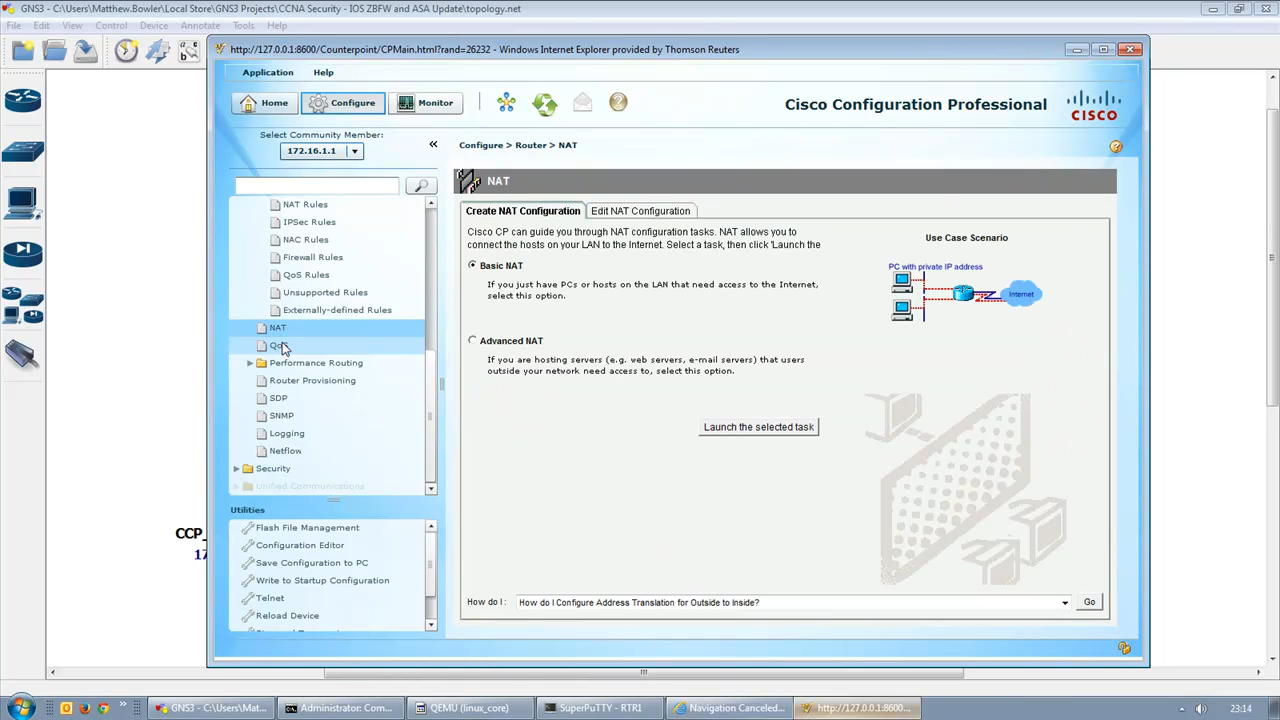 GNS3 - C:\Users\Matthew.Bowler\Local Store\GNS3 Projects\CCNA Security - IOS ZBFW and ASA Update\topology.net
File Edit View Control Device Annotate Tools Help
http://127.0.0.1:8600/Counterpoint/CPMain.html?rand=26232 - Windows Internet Explorer provided by Thomson Reuters
Application Help
Home Configure Monitor
Cisco Configuration Professional
CISCO
Select Community Member:
172.16.1.1
Configure > Router > NAT
NAT
NAT Rules
IPSec Rules
NAC Rules
Firewall Rules
QoS Rules
Unsupported Rules
Externally-defined Rules
NAT
QoS
Performance Routing
Router Provisioning
SDP
SNMP
Logging
Netflow
Security
Unified Communications
Utilities
Flash File Management
Configuration Editor
Save Configuration to PC
Write to Startup Configuration
Telnet
Reload Device
Create NAT Configuration Edit NAT Configuration
Cisco CP can guide you through NAT configuration tasks. NAT allows you to
connect the hosts on your LAN to the Internet. Select a task, then click 'Launch the
Basic NAT
If you just have PCs or hosts on the LAN that need access to the Internet,
select this option.
Advanced NAT
If you are hosting servers (e.g. web servers, e-mail servers) that users
outside your network need access to, select this option.
Launch the selected task
Use Case Scenario
PC with private IP address
Internet
How do I: How do I Configure Address Translation for Outside to Inside? Go
CCP_
17
GNS3 - C:\Users\Mat... Administrator: Com... QEMU (linux_core) SuperPuTTY - RTR1 Navigation Canceled... http://127.0.0.1:8600... 23:14